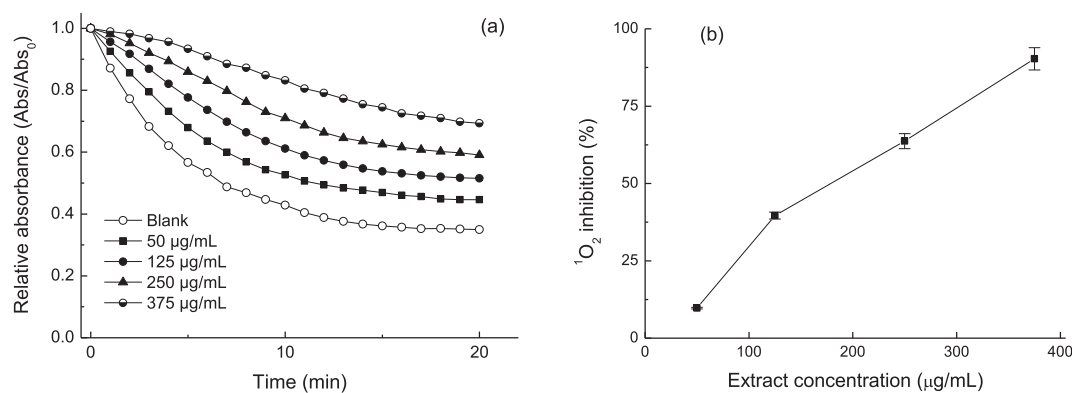 (a)
Relative absorbance (Abs/Abs₀)
1.0
0.8
0.6
0.4
0.2
0.0
Blank
50 µg/mL
125 µg/mL
250 µg/mL
375 µg/mL
0 10 20
Time (min)
(b)
¹O₂ inhibition (%)
100
75
50
25
0
0 100 200 300 400
Extract concentration (µg/mL)